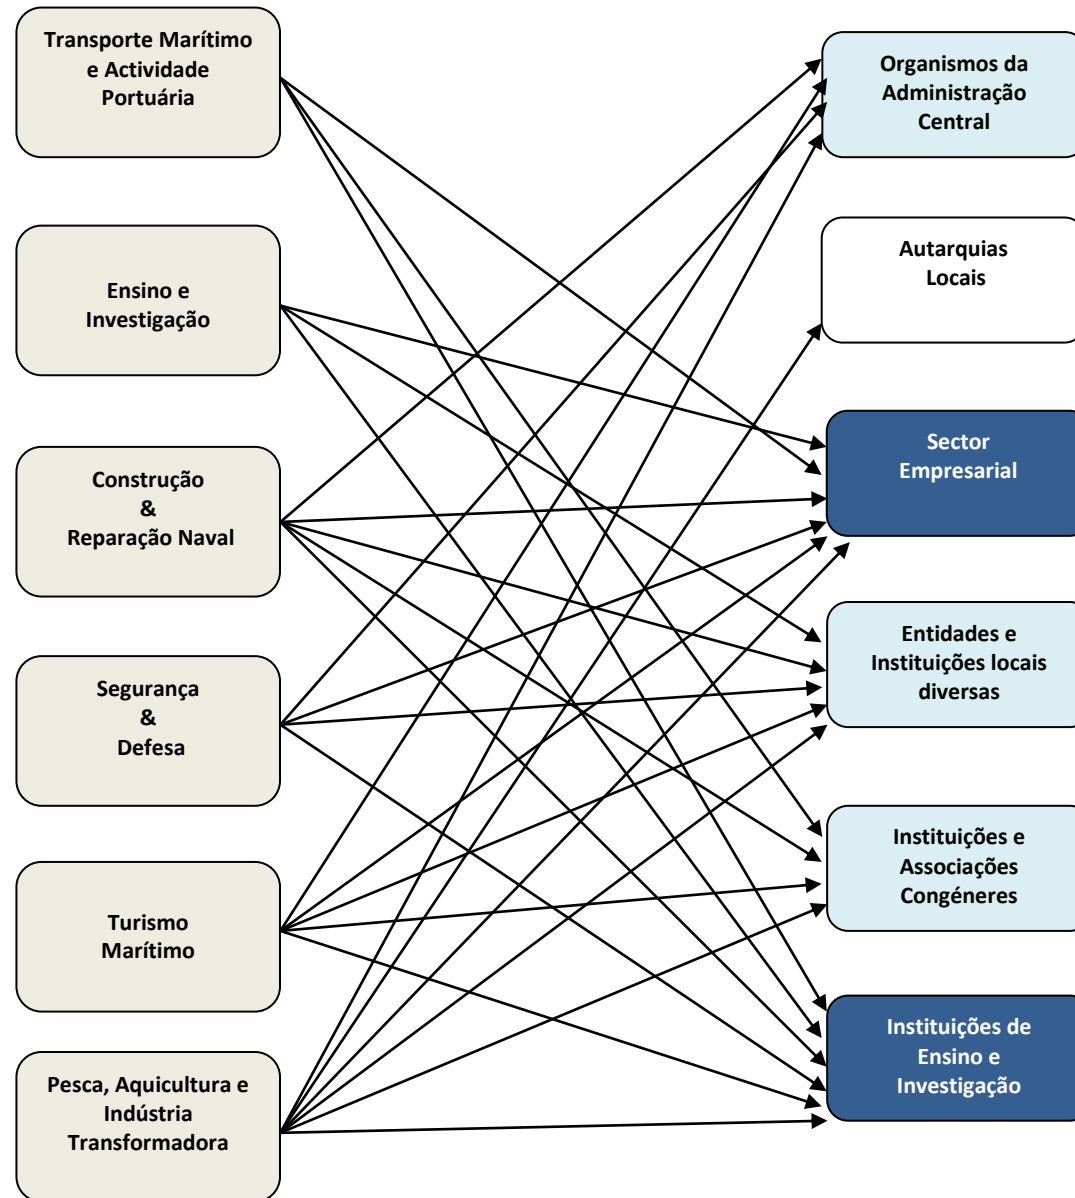 Transporte Marítimo
e Actividade
Portuária
Ensino e
Investigação
Construção
&
Reparação Naval
Segurança
&
Defesa
Turismo
Marítimo
Pesca, Aquicultura e
Indústria
Transformadora
Organismos da
Administração
Central
Autarquias
Locais
Sector
Empresarial
Entidades e
Instituições locais
diversas
Instituições e
Associações
Congéneres
Instituições de
Ensino e
Investigação